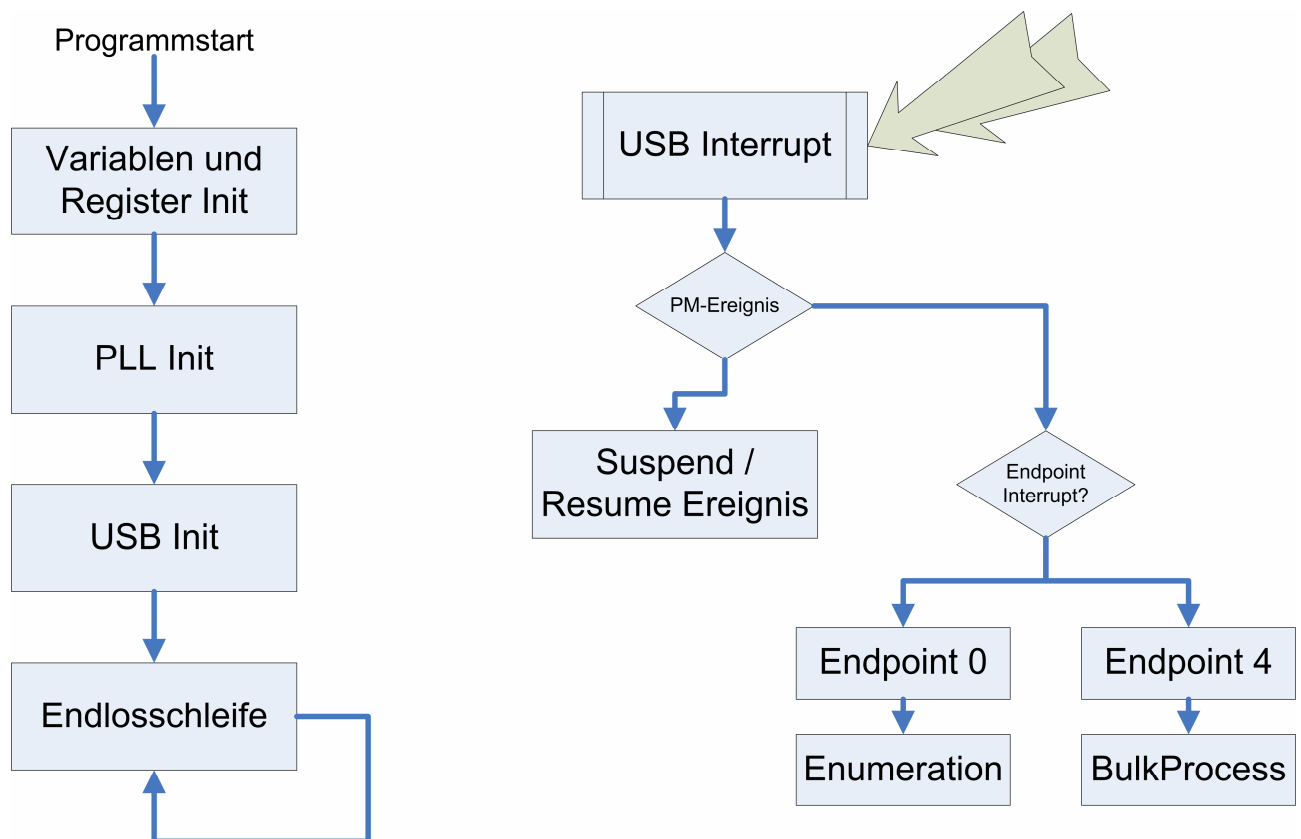 Programmstart
Variablen und
Register Init
PLL Init
USB Init
Endlosschleife
USB Interrupt
PM-Ereignis
Suspend /
Resume Ereignis
Endpoint
Interrupt?
Endpoint 0
Endpoint 4
Enumeration
BulkProcess